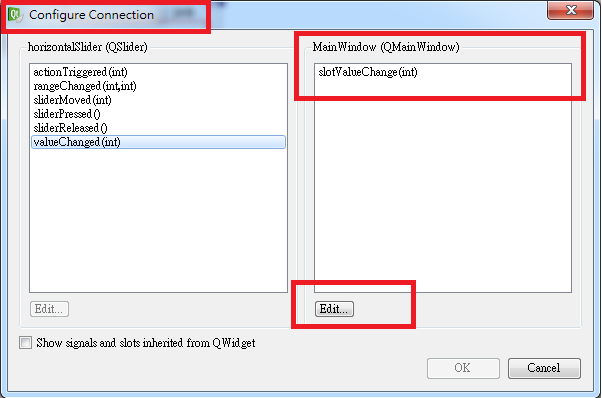 Configure Connection
horizontalSlider (QSlider)
MainWindow (QMainWindow)
actionTriggered(int)
rangeChanged(int,int)
sliderMoved(int)
sliderPressed()
sliderReleased()
valueChanged(int)
slotValueChange(int)
Edit...
Edit...
Show signals and slots inherited from QWidget
OK
Cancel